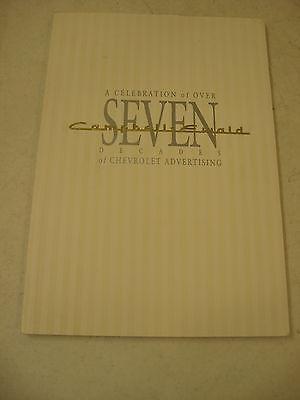 A CELEBRATION of OVER
SEVEN
Campbell-Ewald
DECADES
of CHEVROLET ADVERTISING